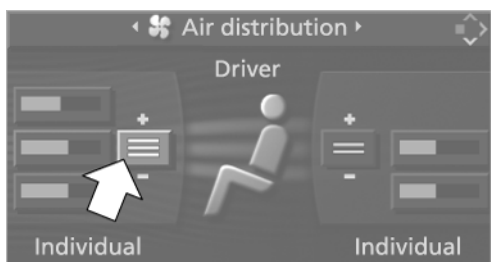 Air distribution
Driver
+ +
- -
Individual Individual